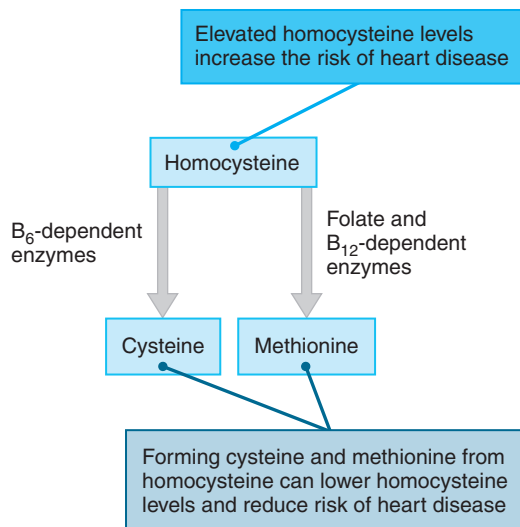 Elevated homocysteine levels
increase the risk of heart disease
Homocysteine
B₆-dependent
enzymes
Folate and
B₁₂-dependent
enzymes
Cysteine
Methionine
Forming cysteine and methionine from
homocysteine can lower homocysteine
levels and reduce risk of heart disease